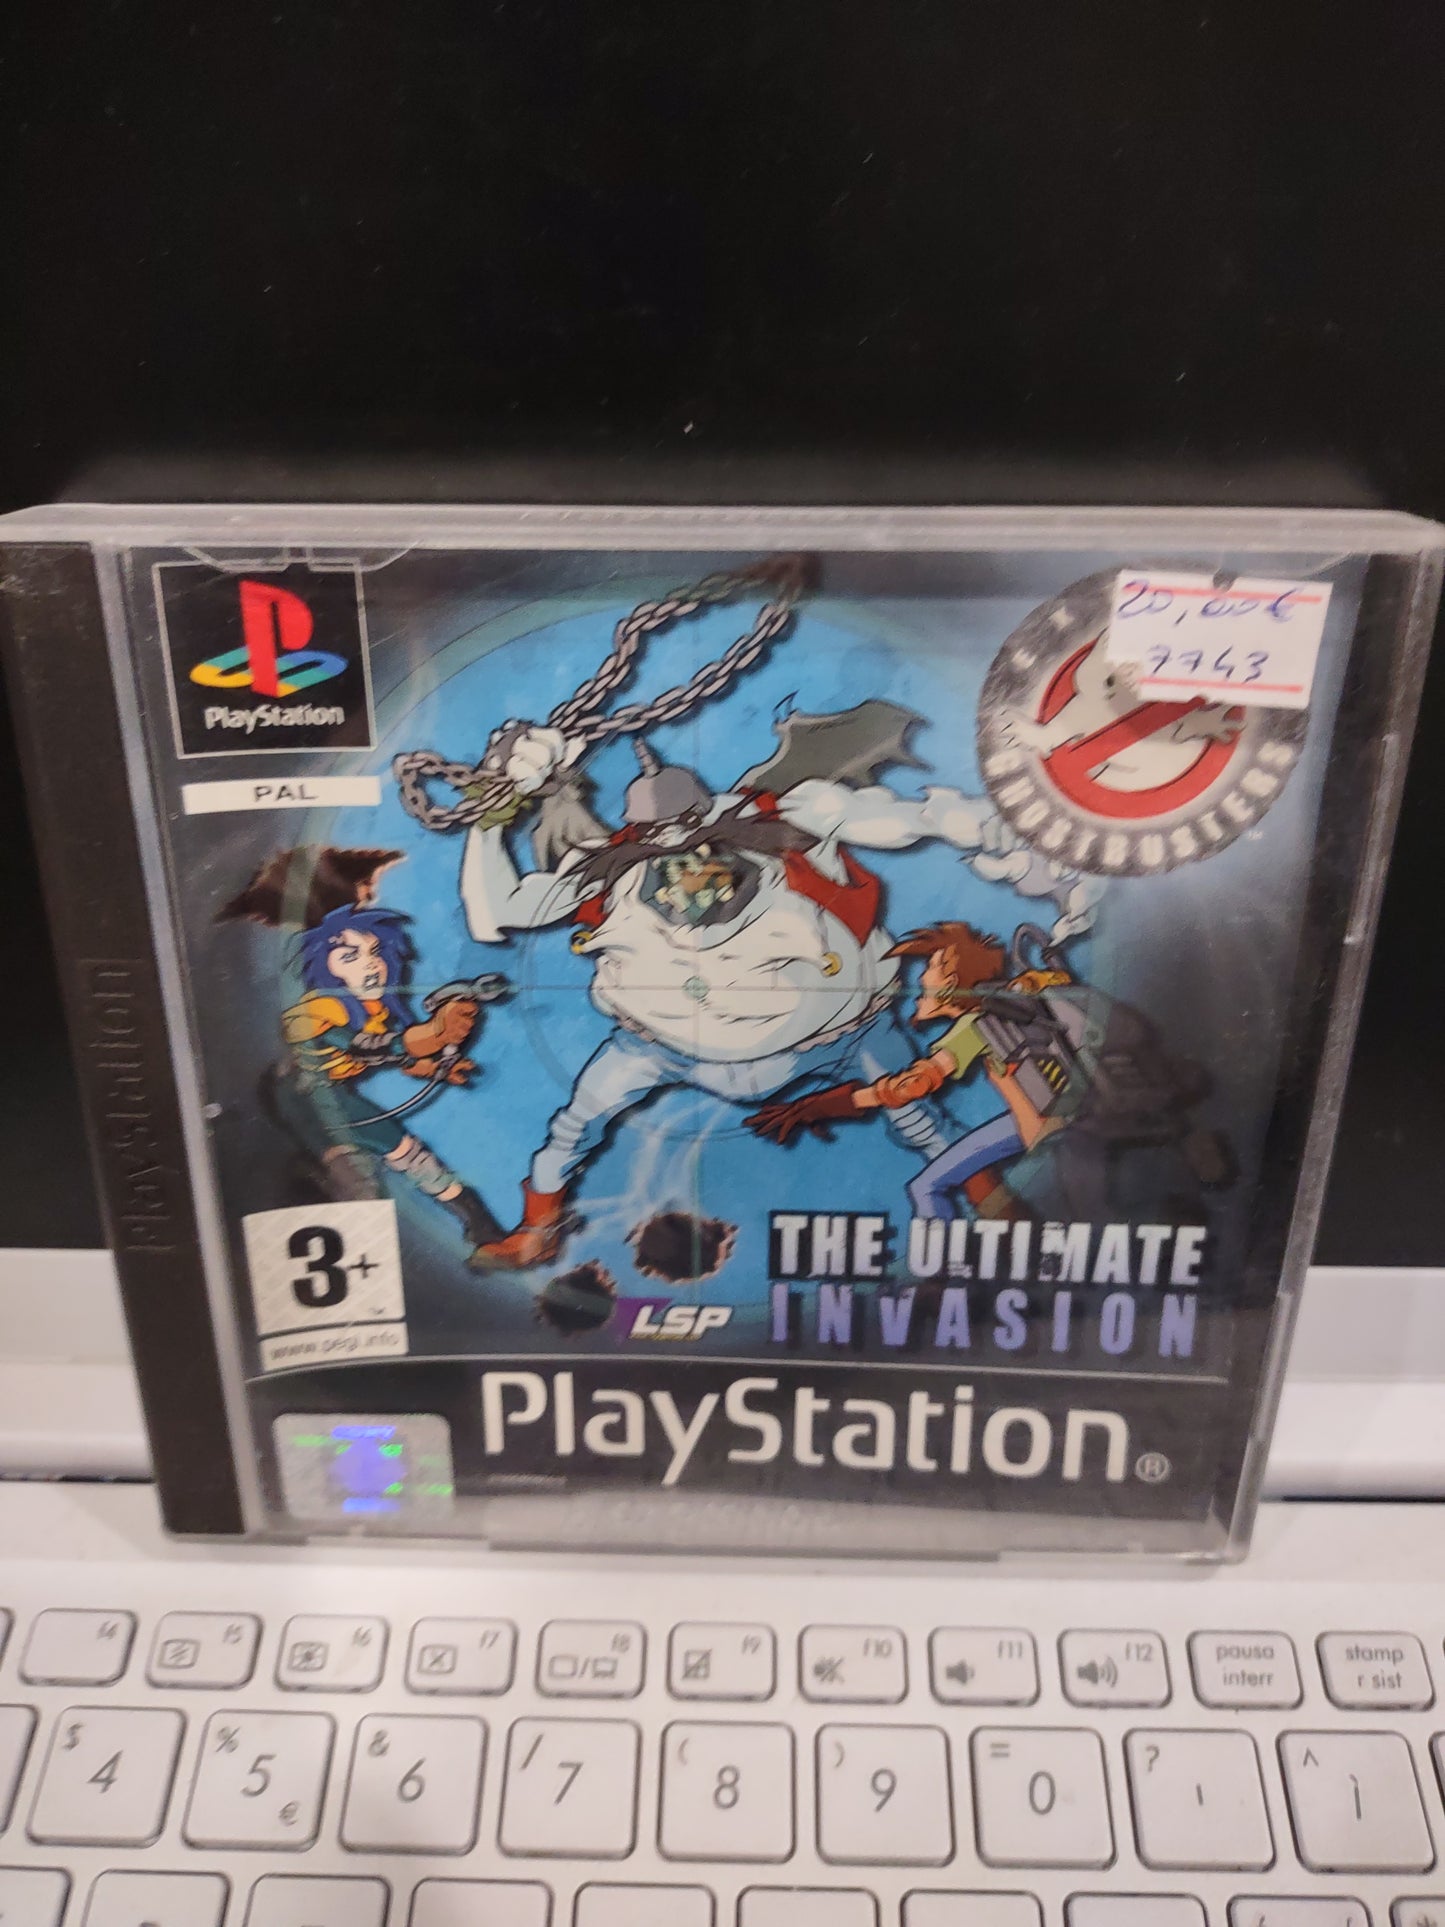 PlayStation
PAL
20,00€
7743
EXT
GHOSTBUSTERS
PlayStation
3+
www.pegi.info
LSP
THE ULTIMATE
INVASION
PlayStation®
f4 f5 f6 f7 f8 f9 f10 f11 f12 pausa stamp
interr r sist
$ % & / ( ) = ? ^
4 5 6 7 8 9 0 ' ì
€